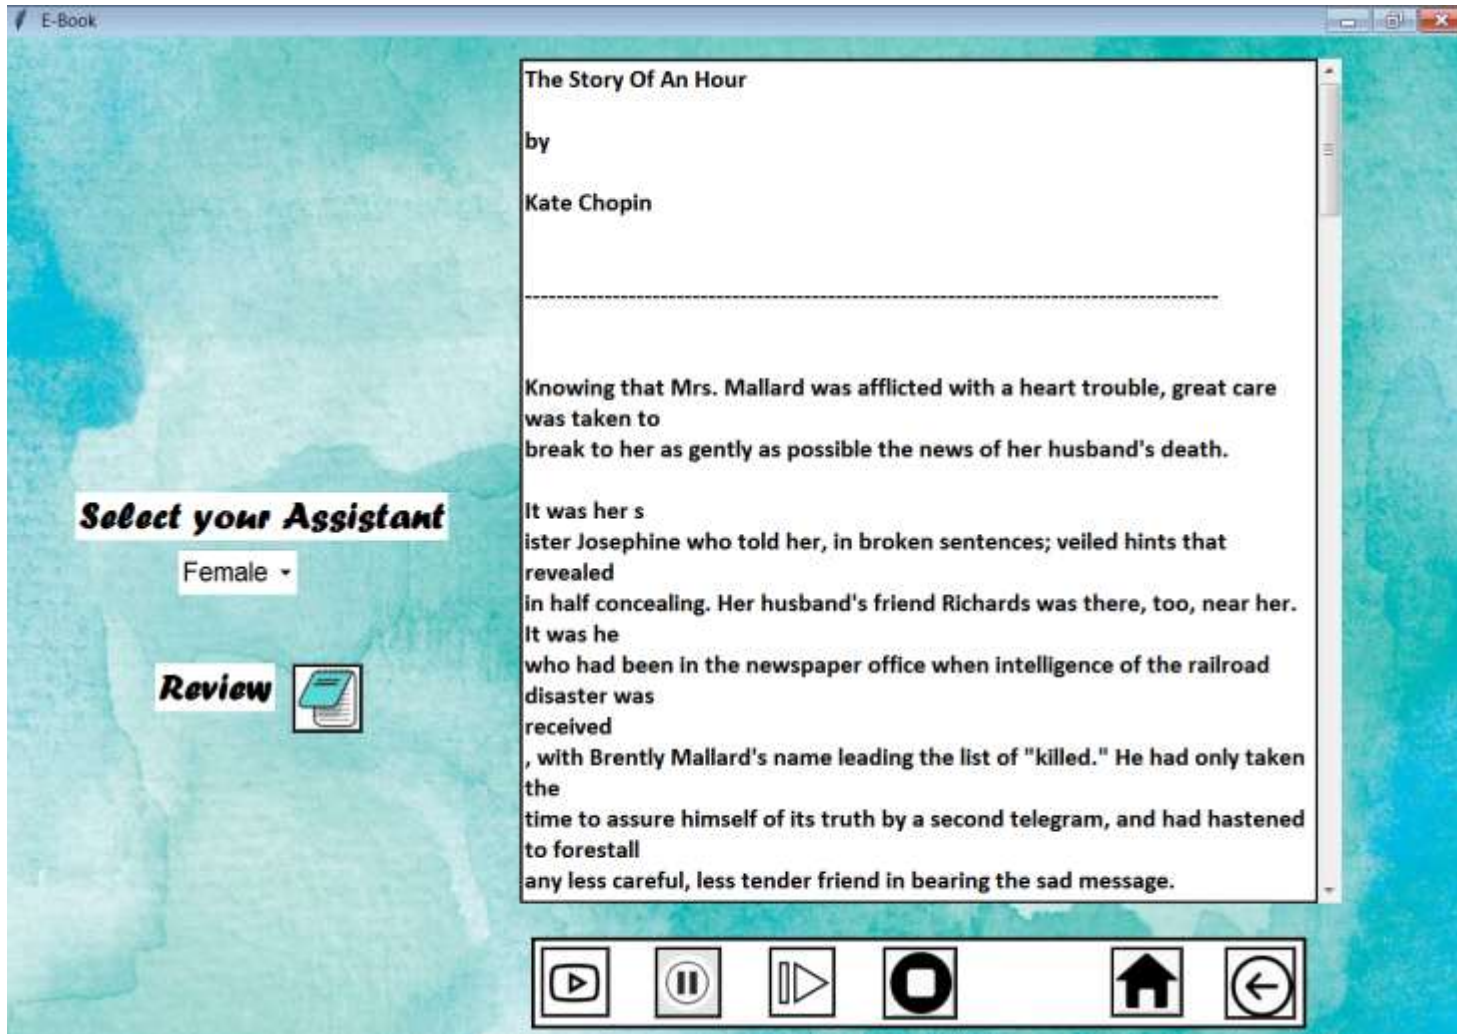 E-Book
The Story Of An Hour
by
Kate Chopin
---------------------------------------------------------------------------------------
Knowing that Mrs. Mallard was afflicted with a heart trouble, great care
was taken to
break to her as gently as possible the news of her husband's death.
It was her s
ister Josephine who told her, in broken sentences; veiled hints that
revealed
in half concealing. Her husband's friend Richards was there, too, near her.
It was he
who had been in the newspaper office when intelligence of the railroad
disaster was
received
, with Brently Mallard's name leading the list of "killed." He had only taken
the
time to assure himself of its truth by a second telegram, and had hastened
to forestall
any less careful, less tender friend in bearing the sad message.
Select your Assistant
Female
Review